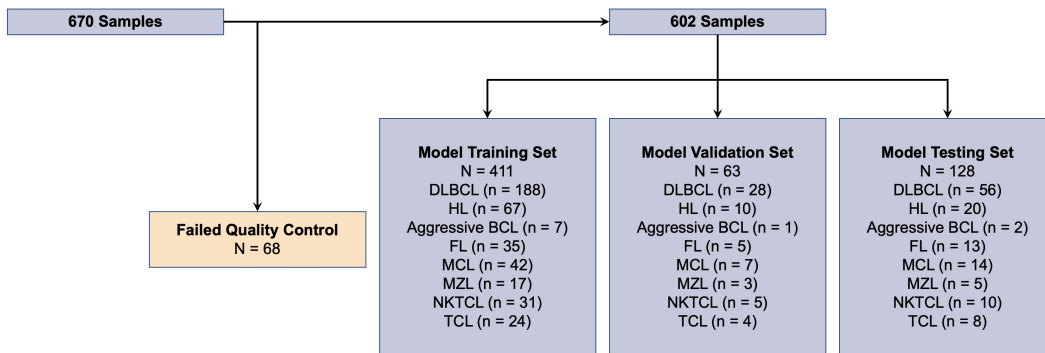 670 Samples
602 Samples
Failed Quality Control
N = 68
Model Training Set
N = 411
DLBCL (n = 188)
HL (n = 67)
Aggressive BCL (n = 7)
FL (n = 35)
MCL (n = 42)
MZL (n = 17)
NKTCL (n = 31)
TCL (n = 24)
Model Validation Set
N = 63
DLBCL (n = 28)
HL (n = 10)
Aggressive BCL (n = 1)
FL (n = 5)
MCL (n = 7)
MZL (n = 3)
NKTCL (n = 5)
TCL (n = 4)
Model Testing Set
N = 128
DLBCL (n = 56)
HL (n = 20)
Aggressive BCL (n = 2)
FL (n = 13)
MCL (n = 14)
MZL (n = 5)
NKTCL (n = 10)
TCL (n = 8)